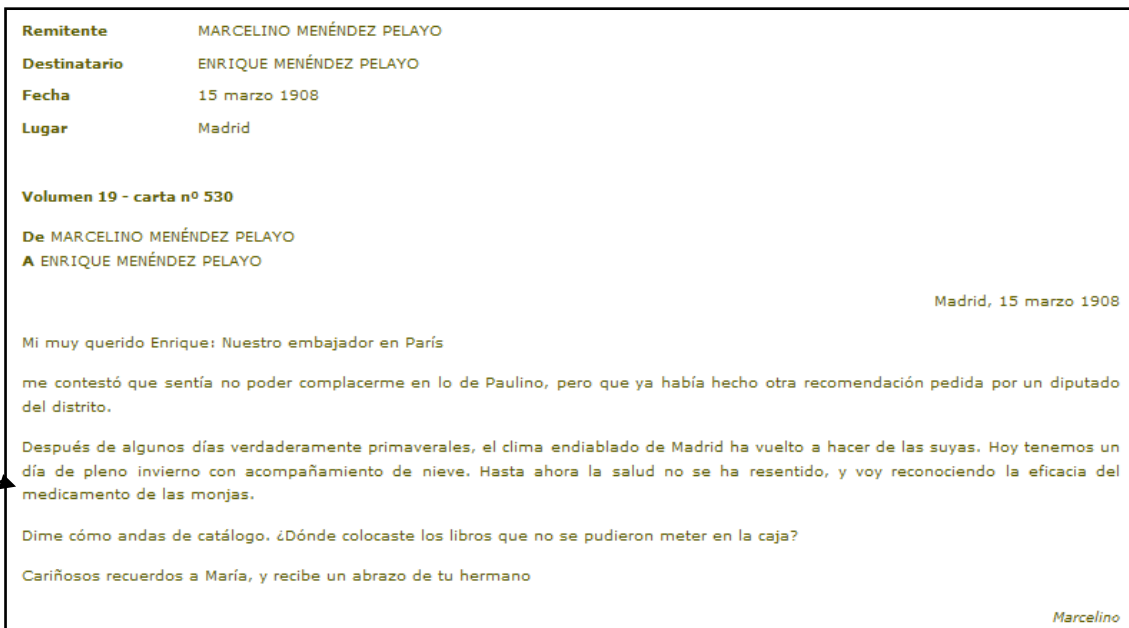 Remitente MARCELINO MENÉNDEZ PELAYO
Destinatario ENRIQUE MENÉNDEZ PELAYO
Fecha 15 marzo 1908
Lugar Madrid
Volumen 19 - carta nº 530
De MARCELINO MENÉNDEZ PELAYO
A ENRIQUE MENÉNDEZ PELAYO
Madrid, 15 marzo 1908
Mi muy querido Enrique: Nuestro embajador en París
me contestó que sentía no poder complacerme en lo de Paulino, pero que ya había hecho otra recomendación pedida por un diputado
del distrito.
Después de algunos días verdaderamente primaverales, el clima endiablado de Madrid ha vuelto a hacer de las suyas. Hoy tenemos un
día de pleno invierno con acompañamiento de nieve. Hasta ahora la salud no se ha resentido, y voy reconociendo la eficacia del
medicamento de las monjas.
Dime cómo andas de catálogo. ¿Dónde colocaste los libros que no se pudieron meter en la caja?
Cariñosos recuerdos a María, y recibe un abrazo de tu hermano
Marcelino